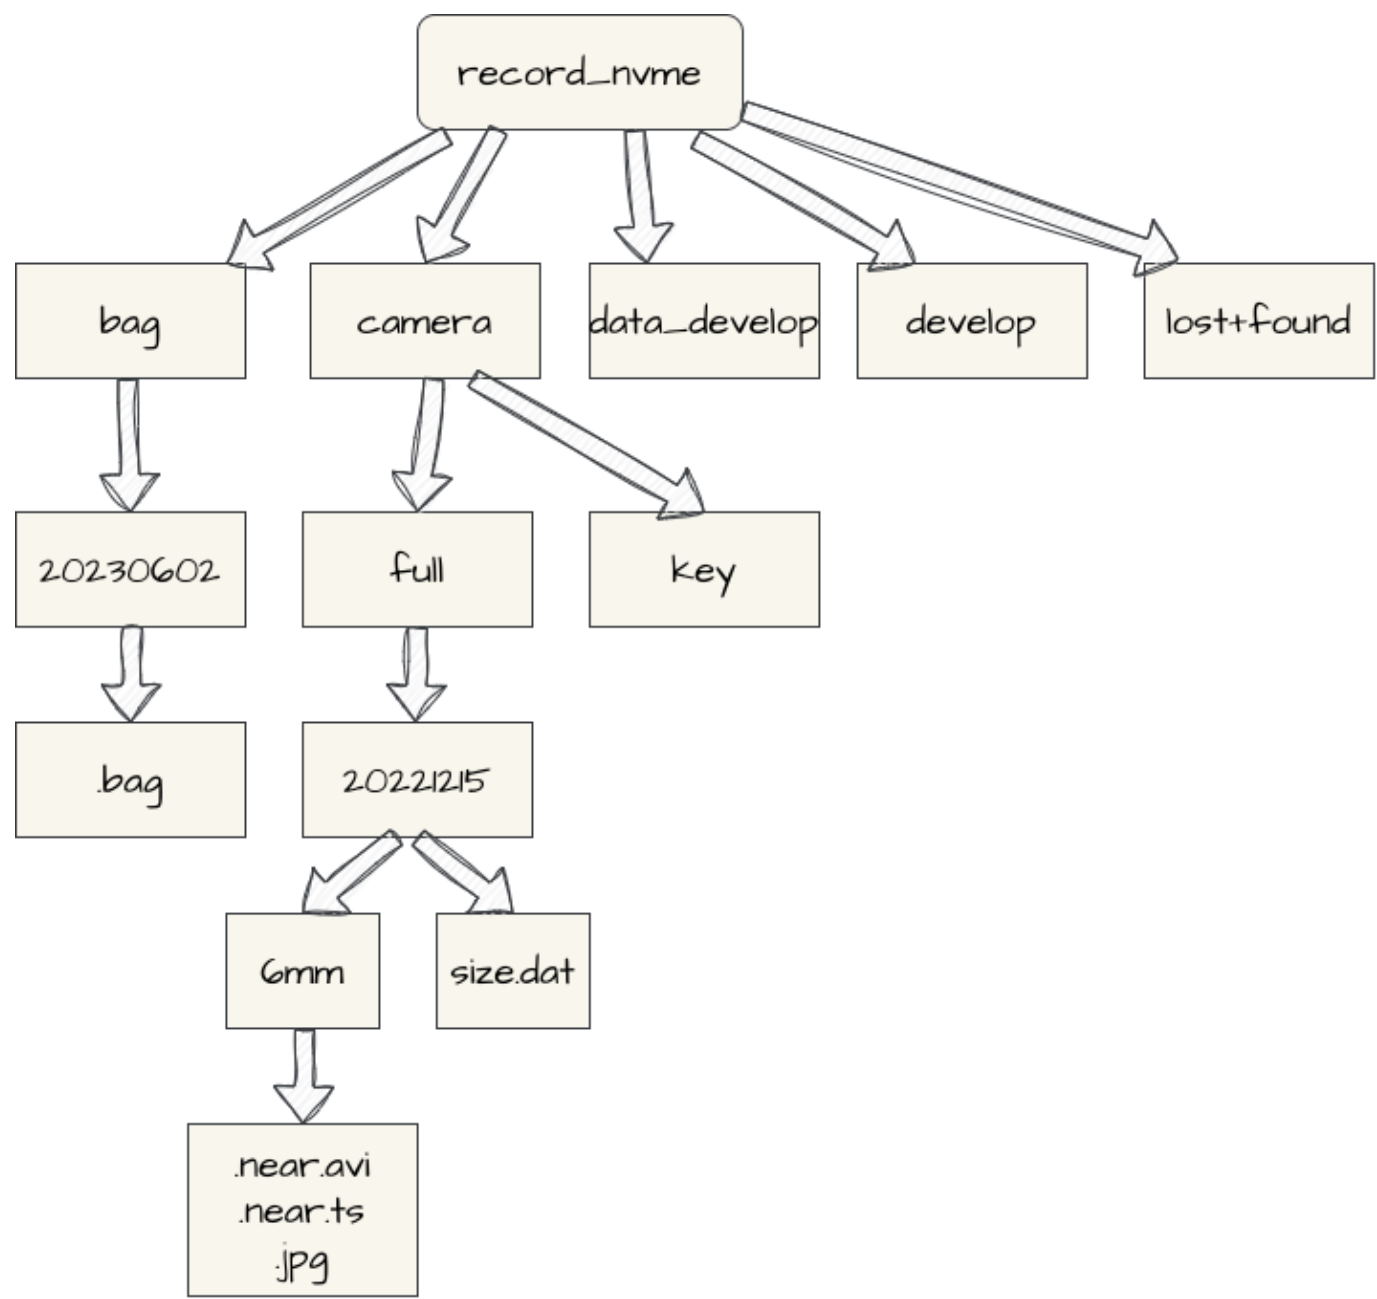 record_nvme
bag
camera
data_develop
develop
lost+found
20230602
full
key
.bag
20221215
6mm
size.dat
.near.avi
.near.ts
.jpg